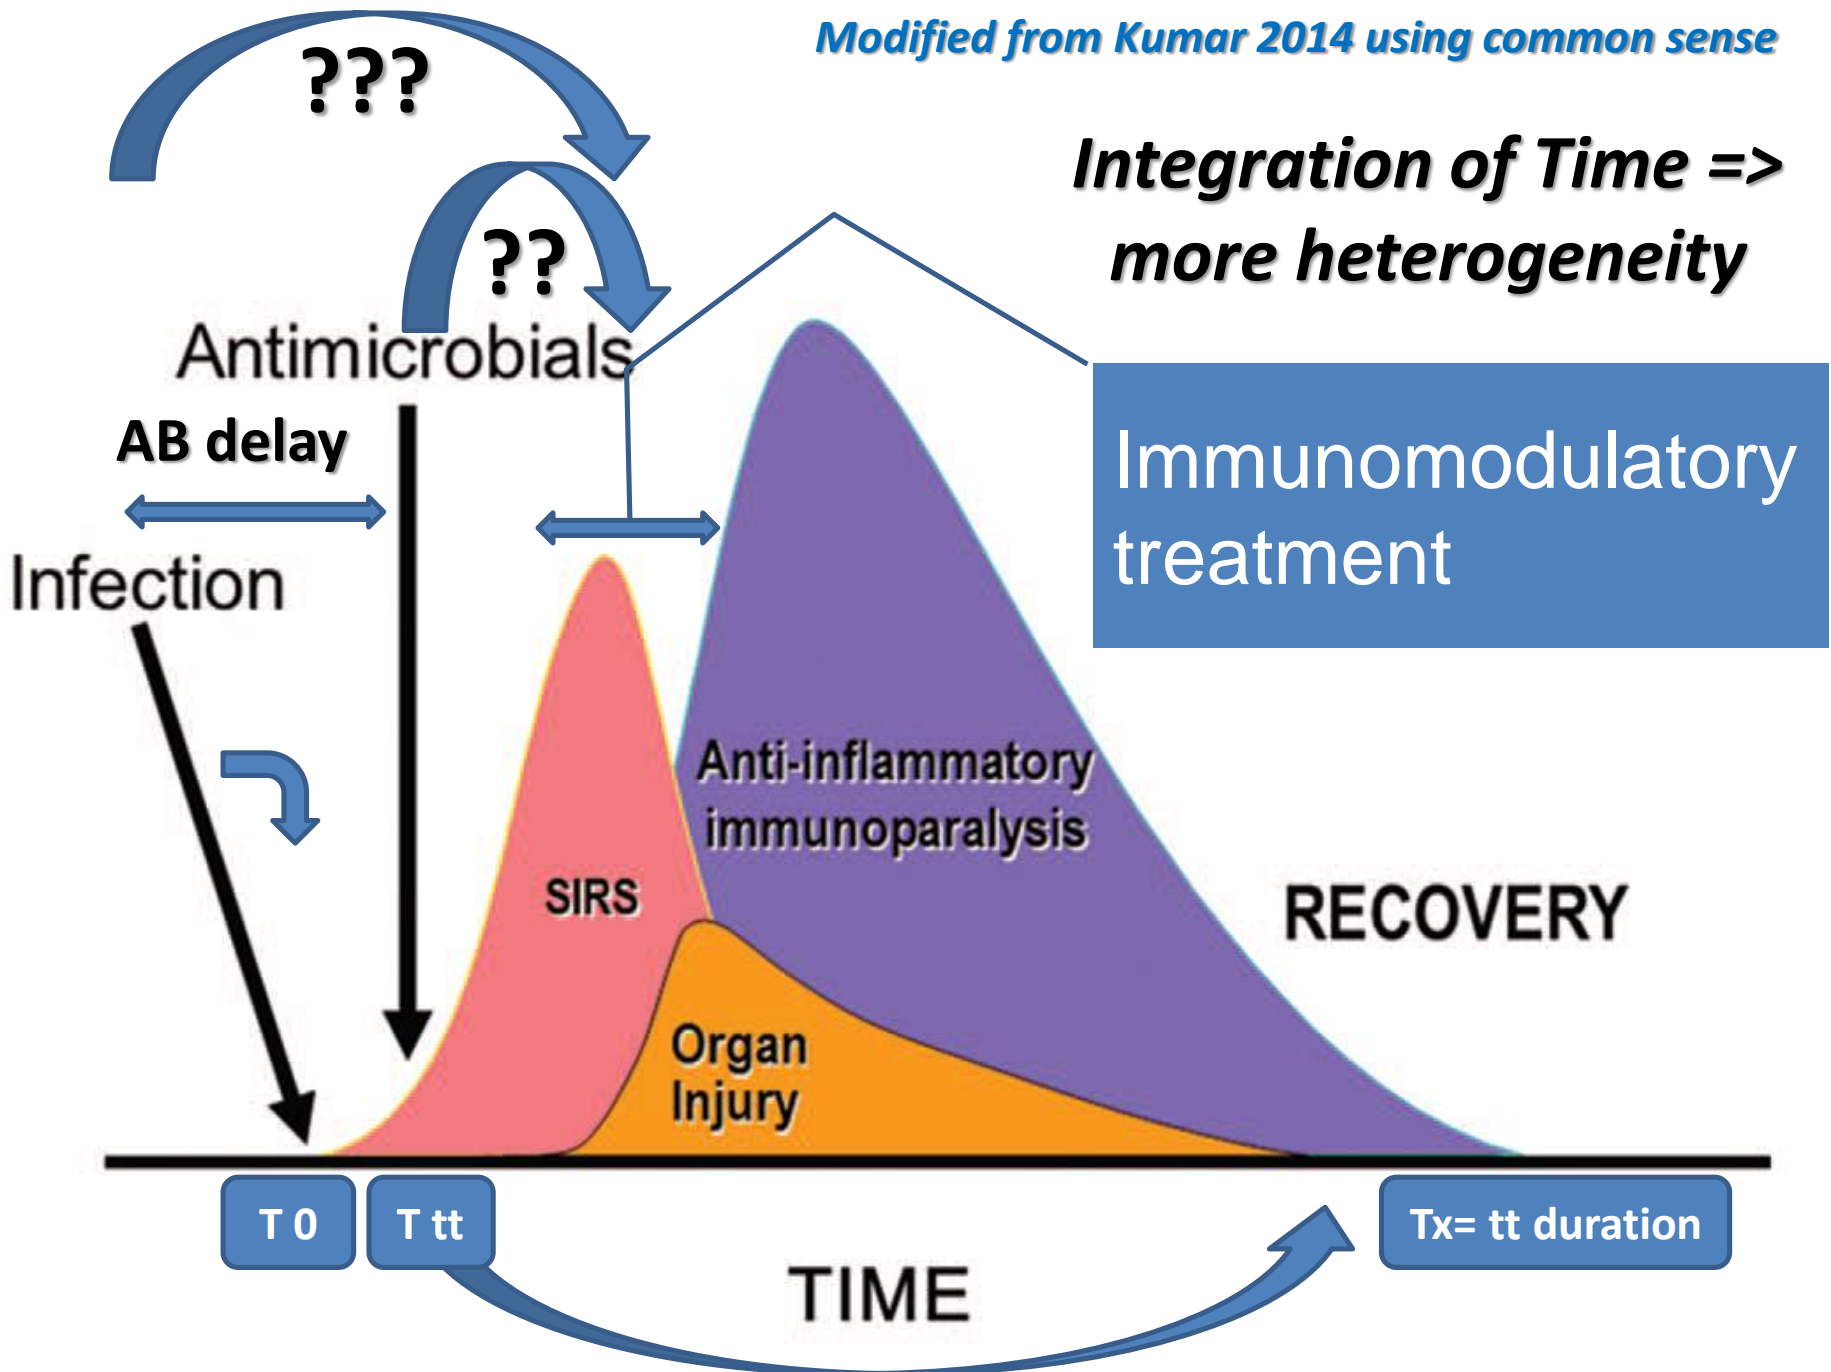 Modified from Kumar 2014 using common sense
???
Integration of Time =>
more heterogeneity
??
Antimicrobials
AB delay
Immunomodulatory
treatment
Infection
Anti-inflammatory
immunoparalysis
SIRS
RECOVERY
Organ
Injury
T 0
T tt
Tx= tt duration
TIME